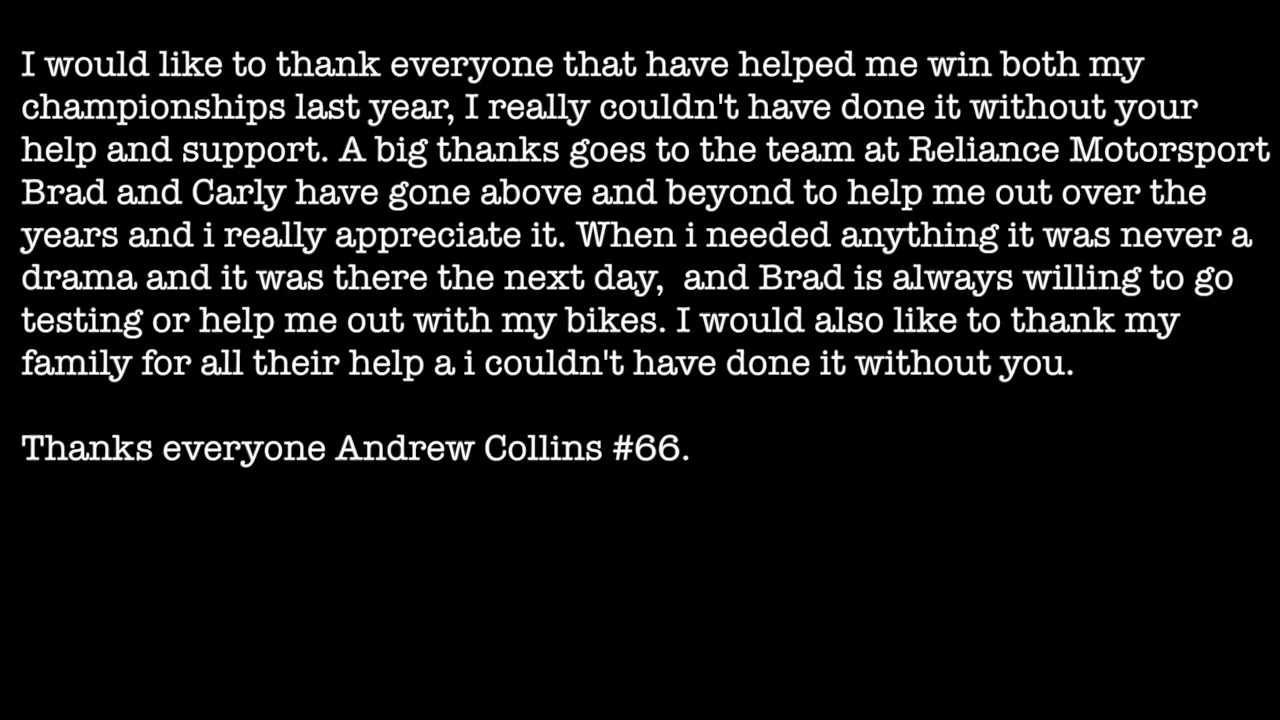 I would like to thank everyone that have helped me win both my
championships last year, I really couldn't have done it without your
help and support. A big thanks goes to the team at Reliance Motorsport
Brad and Carly have gone above and beyond to help me out over the
years and i really appreciate it. When i needed anything it was never a
drama and it was there the next day,  and Brad is always willing to go
testing or help me out with my bikes. I would also like to thank my
family for all their help a i couldn't have done it without you.
Thanks everyone Andrew Collins #66.